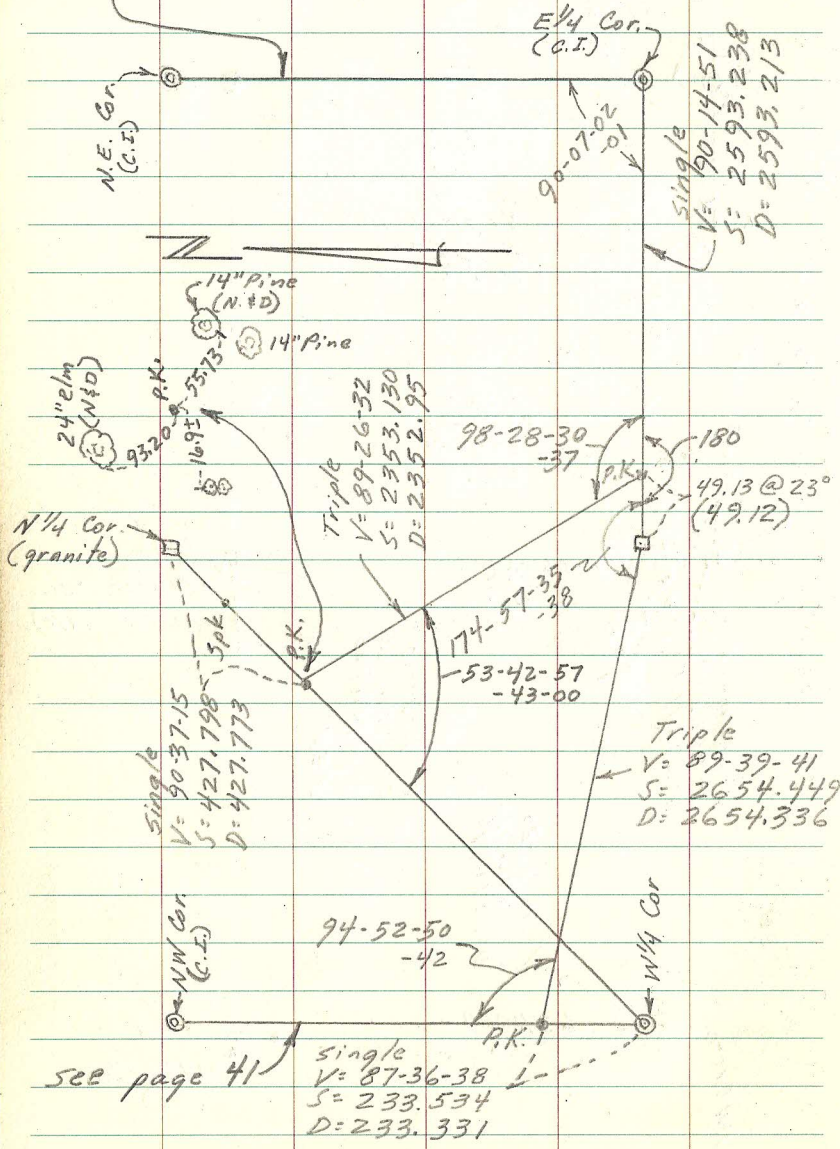 E 1/4 Cor.
(C.I.)
N.E. Cor.
(C.I.)
90-07-02
-01
single
V= 90-14-51
S= 2593.238
D= 2593.213
N
14" Pine
(N.&D)
14" Pine
24" elm
(N&D)
P.K.
55.73
93.20
16.9±
Triple
V= 89-26-32
S= 2353.130
D= 2352.95
98-28-30
-37
180
P.K.
49.13 @ 23°
(49.12)
N 1/4 Cor.
(granite)
Spk
P.K.
174-57-35
-38
53-42-57
-43-00
single
V= 90-37-15
S= 427.798
D= 427.773
Triple
V= 89-39-41
S= 2654.449
D: 2654.336
NW Cor.
(C.I.)
94-52-50
-42
W 1/4 Cor
P.K.
see page 41
single
V= 87-36-38
S= 233.534
D= 233.331